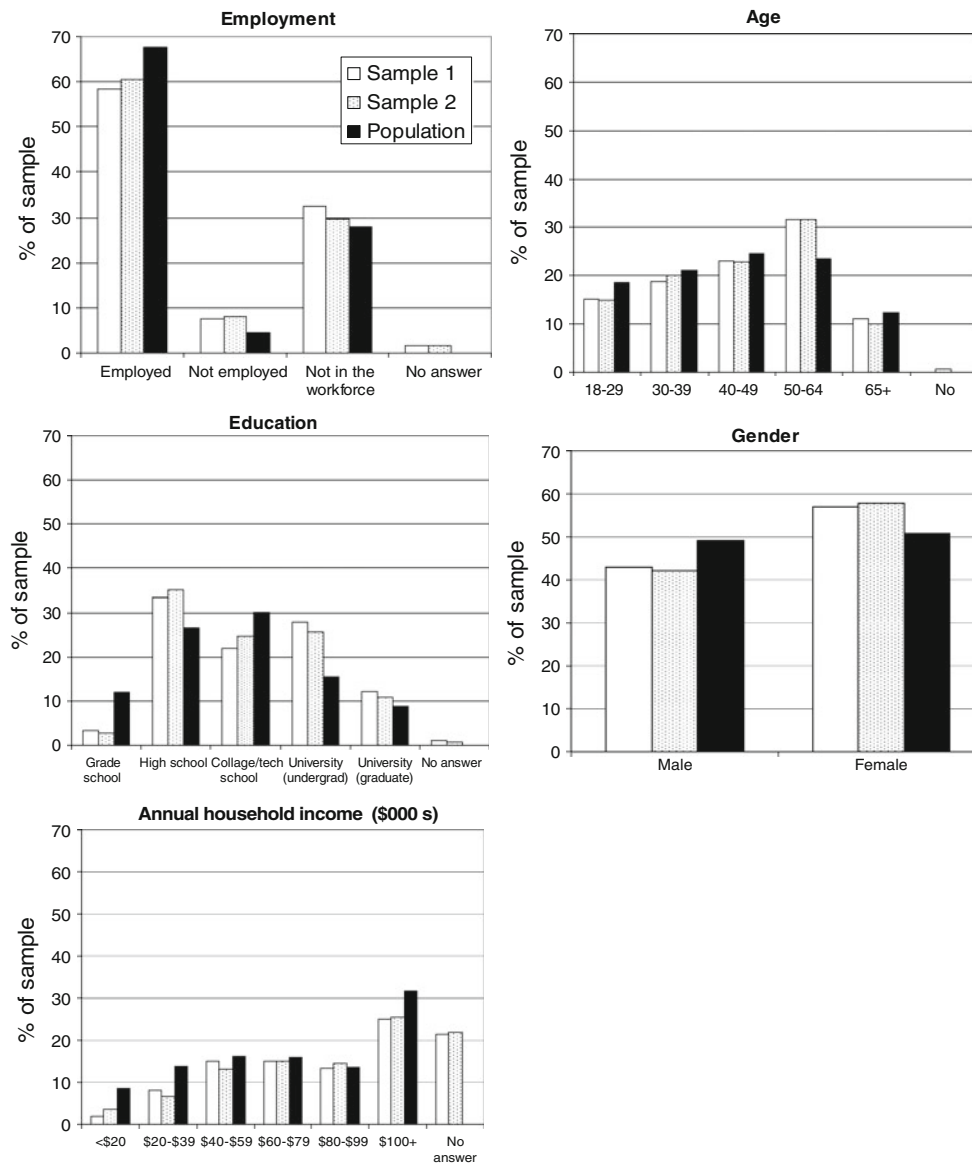 Employment
70
60
50
40
30
20
10
0
% of sample
Sample 1
Sample 2
Population
Employed Not employed Not in the workforce No answer
Age
70
60
50
40
30
20
10
0
% of sample
18-29 30-39 40-49 50-64 65+ No
Education
70
60
50
40
30
20
10
0
% of sample
Grade school High school Collage/tech school University (undergrad) University (graduate) No answer
Gender
70
60
50
40
30
20
10
0
% of sample
Male Female
Annual household income ($000 s)
70
60
50
40
30
20
10
0
% of sample
<$20 $20-$39 $40-$59 $60-$79 $80-$99 $100+ No answer